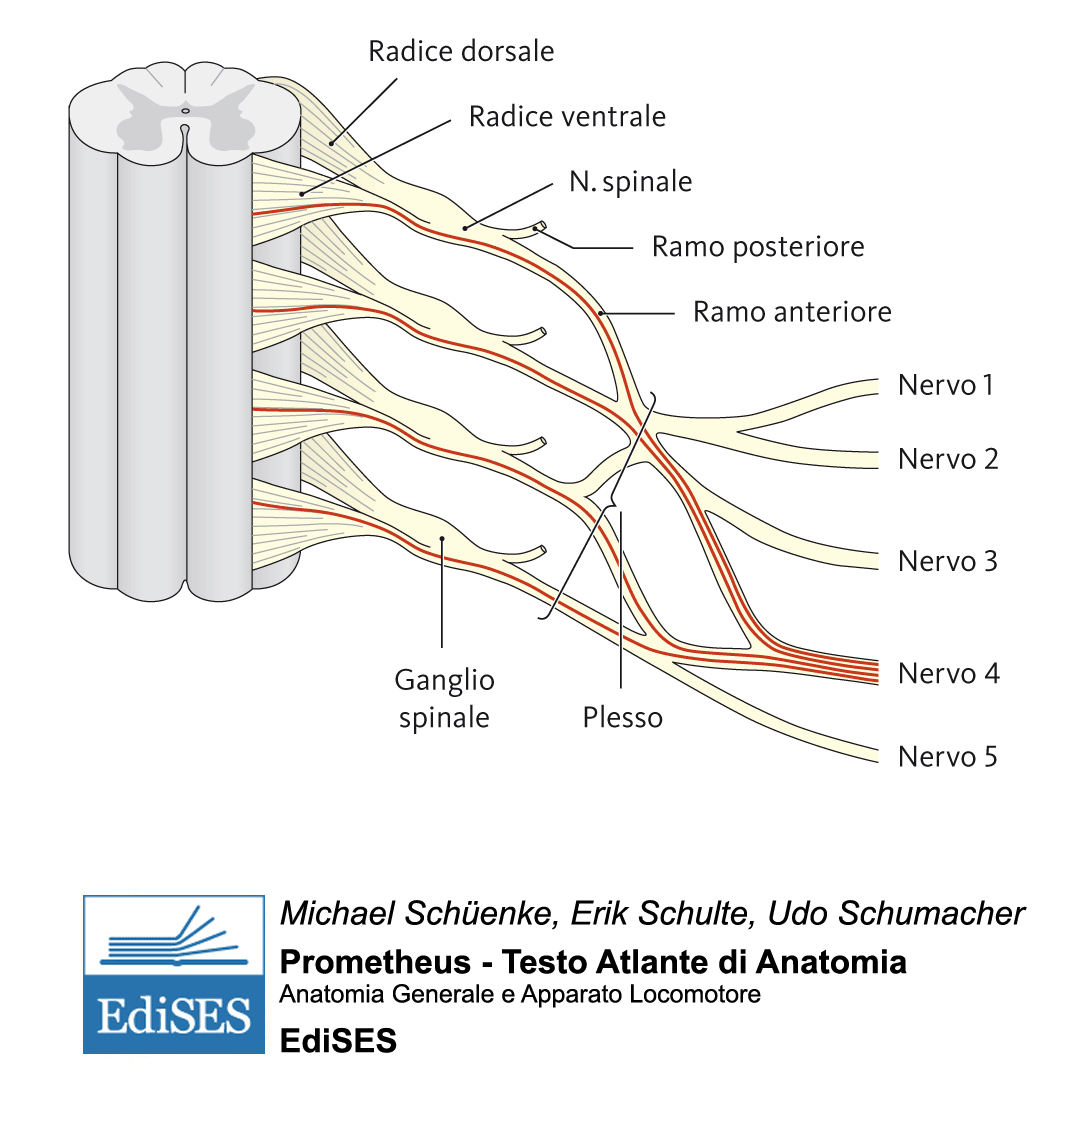 Radice dorsale
Radice ventrale
N. spinale
Ramo posteriore
Ramo anteriore
Nervo 1
Nervo 2
Nervo 3
Nervo 4
Nervo 5
Ganglio
spinale
Plesso
Michael Schüenke, Erik Schulte, Udo Schumacher
Prometheus - Testo Atlante di Anatomia
Anatomia Generale e Apparato Locomotore
EdiSES
EdiSES